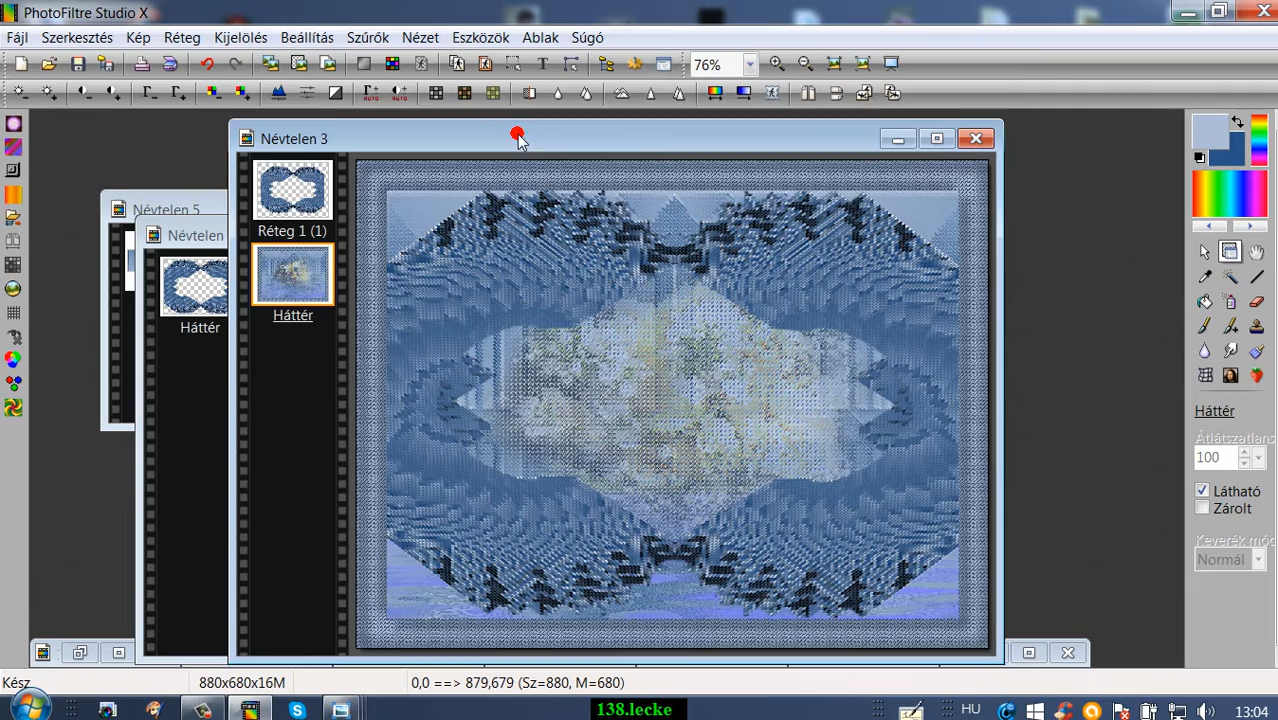 PhotoFiltre Studio X
Fájl Szerkesztés Kép Réteg Kijelölés Beállítás Szűrők Nézet Eszközök Ablak Súgó
76%
AUTO AUTO
Névtelen 3
Névtelen 5
Névtelen
Réteg 1 (1)
Háttér
Háttér
Háttér
Átlátszatlans
100
Látható
Zárolt
Keverék mód
Normál
Kész
880x680x16M
0,0 ==> 879,679 (Sz=880, M=680)
138.lecke
HU
13:04